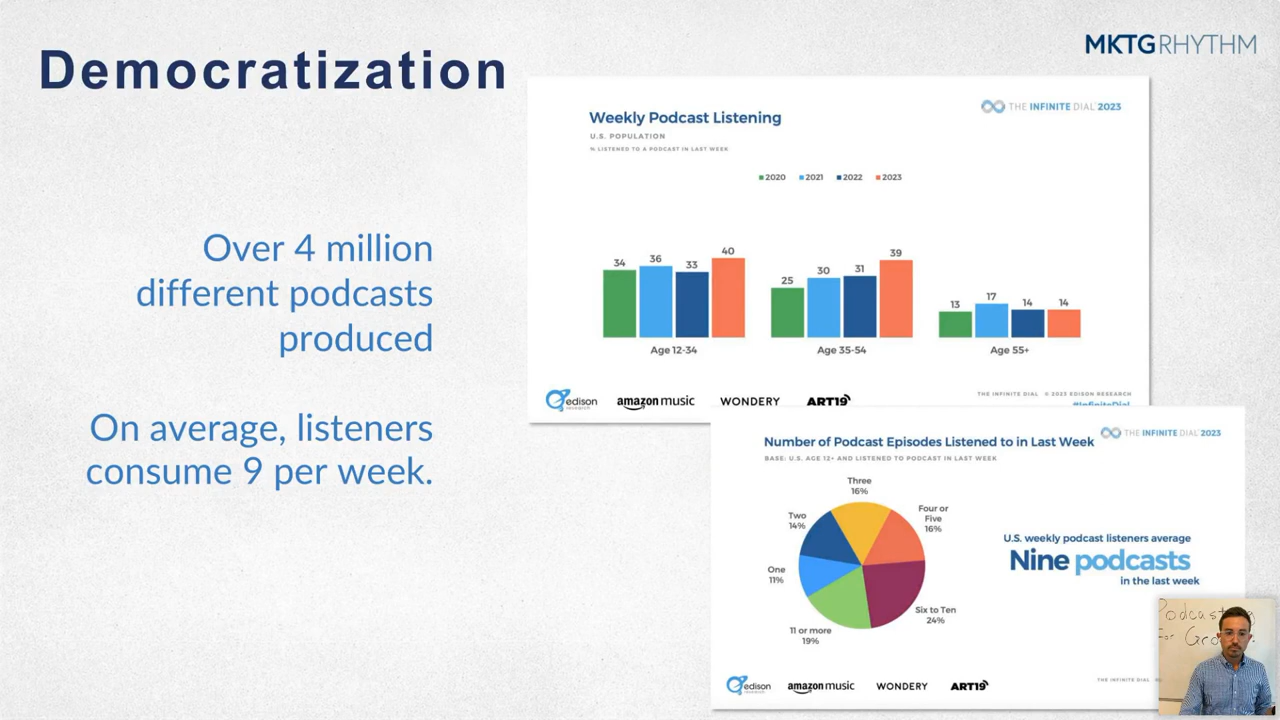 Democratization
MKTGRHYTHM
Over 4 million
different podcasts
produced
On average, listeners
consume 9 per week.
Weekly Podcast Listening
THE INFINITE DIAL 2023
U.S. POPULATION
% LISTENED TO A PODCAST IN LAST WEEK
2020 2021 2022 2023
34 36 33 40
25 30 31 39
13 17 14 14
Age 12-34 Age 35-54 Age 55+
edison research amazon music WONDERY ART19
THE INFINITE DIAL © 2023 EDISON RESEARCH
#InfiniteDial
Number of Podcast Episodes Listened to in Last Week
THE INFINITE DIAL 2023
BASE: U.S. AGE 12+ AND LISTENED TO PODCAST IN LAST WEEK
Three
16%
Four or
Five
16%
Two
14%
One
11%
Six to Ten
24%
11 or more
19%
U.S. weekly podcast listeners average
Nine podcasts
in the last week
edison research amazon music WONDERY ART19
THE INFINITE DIAL